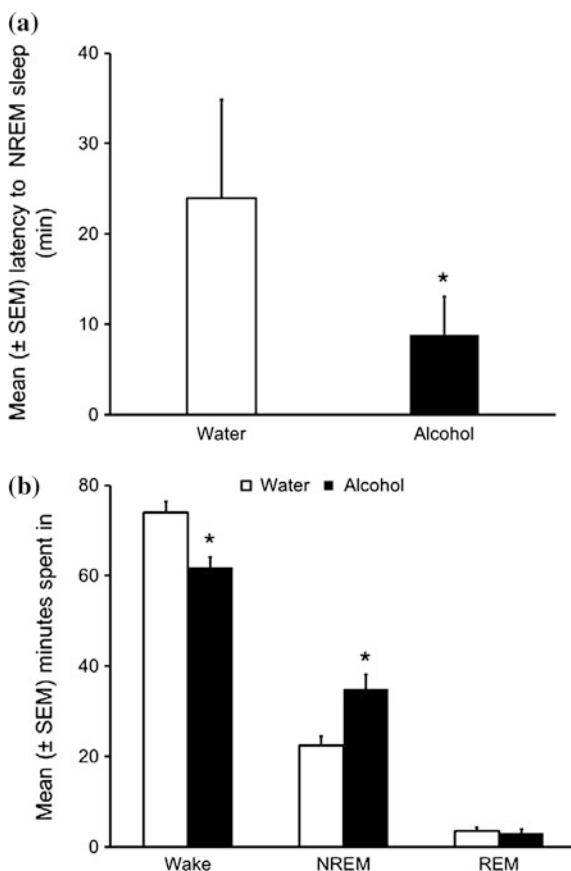 (a)
Mean (± SEM) latency to NREM sleep
(min)
40
30
20
10
0
Water
Alcohol
*
(b)
Mean (± SEM) minutes spent in
Water
Alcohol
80
60
40
20
0
*
*
Wake
NREM
REM